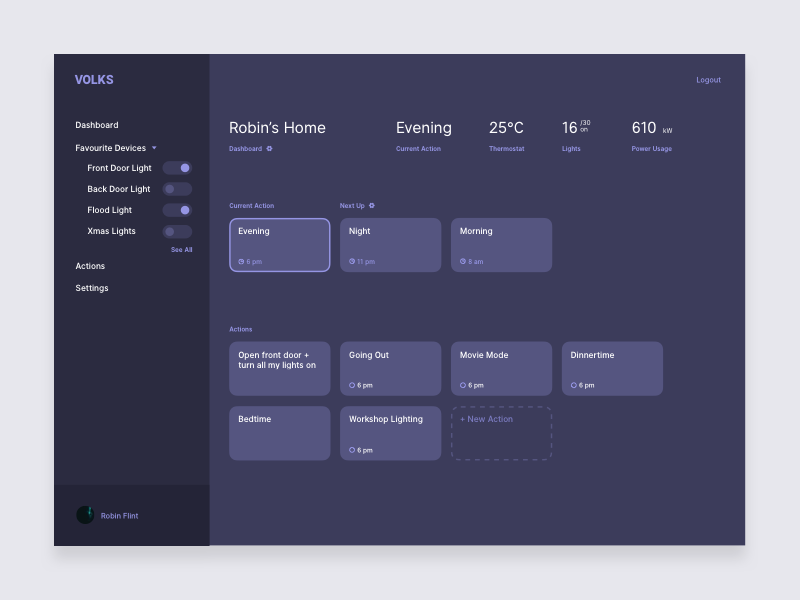 VOLKS
Logout
Dashboard
Favourite Devices
Front Door Light
Back Door Light
Flood Light
Xmas Lights
See All
Actions
Settings
Robin Flint
Robin’s Home
Dashboard
Evening
Current Action
25°C
Thermostat
16 /30 on
Lights
610 kW
Power Usage
Current Action
Next Up
Evening
6 pm
Night
11 pm
Morning
8 am
Actions
Open front door +
turn all my lights on
Going Out
6 pm
Movie Mode
6 pm
Dinnertime
6 pm
Bedtime
Workshop Lighting
6 pm
+ New Action